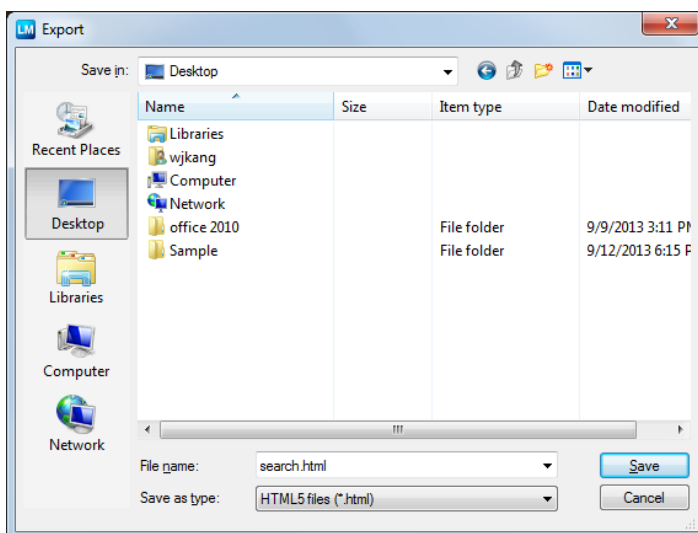 LM Export
Save in: Desktop
Name Size Item type Date modified
Recent Places
Desktop
Libraries
Computer
Network
Libraries
wjkang
Computer
Network
office 2010 File folder 9/9/2013 3:11 PM
Sample File folder 9/12/2013 6:15 P
File name: search.html Save
Save as type: HTML5 files (*.html) Cancel